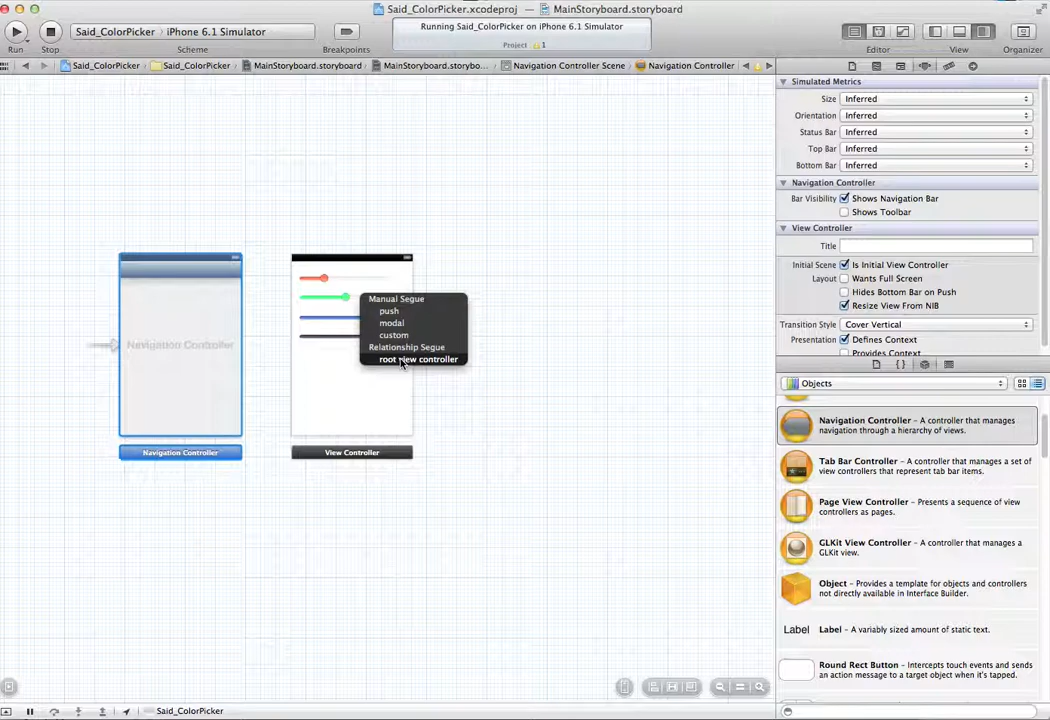 Said_ColorPicker.xcodeproj — MainStoryboard.storyboard
Said_ColorPicker iPhone 6.1 Simulator
Running Said_ColorPicker on iPhone 6.1 Simulator
Project 1
Run Stop Scheme Breakpoints Editor View Organizer
Said_ColorPicker Said_ColorPicker MainStoryboard.storyboard MainStoryboard.storybo... Navigation Controller Scene Navigation Controller
Simulated Metrics
Size Inferred
Orientation Inferred
Status Bar Inferred
Top Bar Inferred
Bottom Bar Inferred
Navigation Controller
Bar Visibility Shows Navigation Bar
Shows Toolbar
View Controller
Title
Initial Scene Is Initial View Controller
Layout Wants Full Screen
Hides Bottom Bar on Push
Resize View From NIB
Transition Style Cover Vertical
Presentation Defines Context
Provides Context
Objects
Navigation Controller – A controller that manages
navigation through a hierarchy of views.
Tab Bar Controller – A controller that manages a set of
view controllers that represent tab bar items.
Page View Controller – Presents a sequence of view
controllers as pages.
GLKit View Controller – A controller that manages a
GLKit view.
Object – Provides a template for objects and controllers
not directly available in Interface Builder.
Label Label – A variably sized amount of static text.
Round Rect Button – Intercepts touch events and sends
an action message to a target object when it's tapped.
Navigation Controller
Navigation Controller
Manual Segue
push
modal
custom
Relationship Segue
root view controller
View Controller
Said_ColorPicker